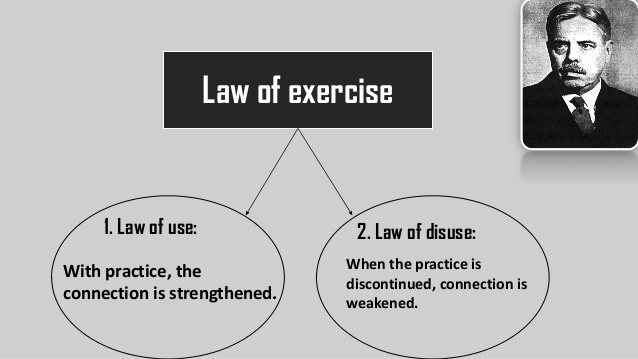 Law of exercise
1. Law of use:
With practice, the
connection is strengthened.
2. Law of disuse:
When the practice is
discontinued, connection is
weakened.